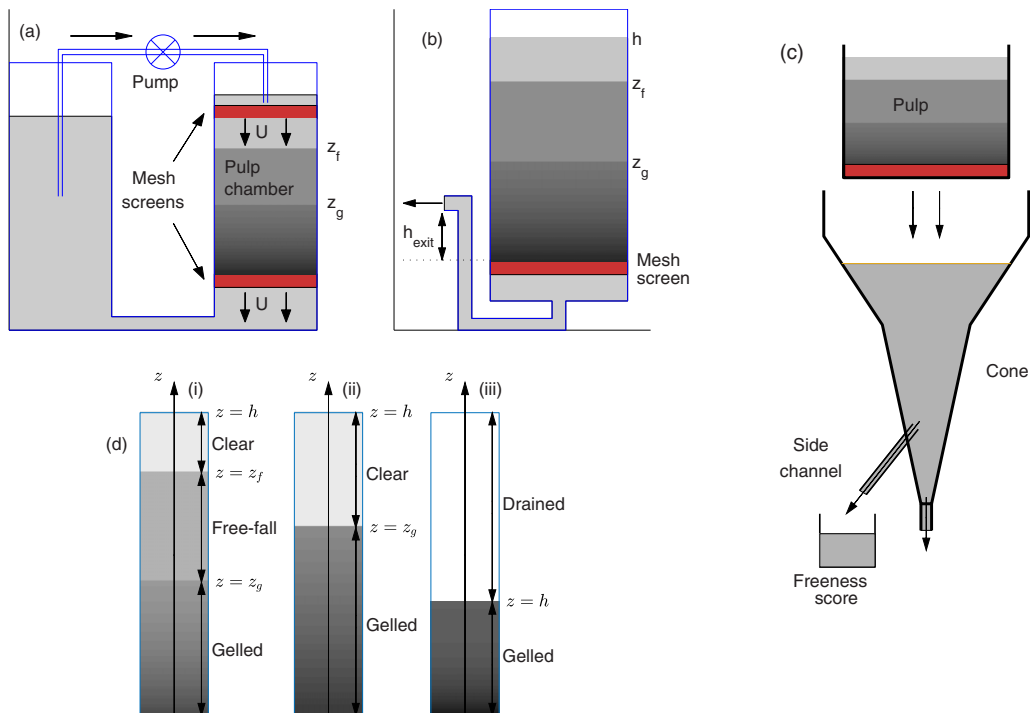 (a)
Pump
U
z_f
Pulp
chamber
Mesh
screens
z_g
U
(b)
h
z_f
z_g
h_exit
Mesh
screen
(c)
Pulp
Cone
Side
channel
Freeness
score
(d)
z
(i)
z = h
Clear
z = z_f
Free-fall
z = z_g
Gelled
z
(ii)
z = h
Clear
z = z_g
Gelled
z
(iii)
Drained
z = h
Gelled